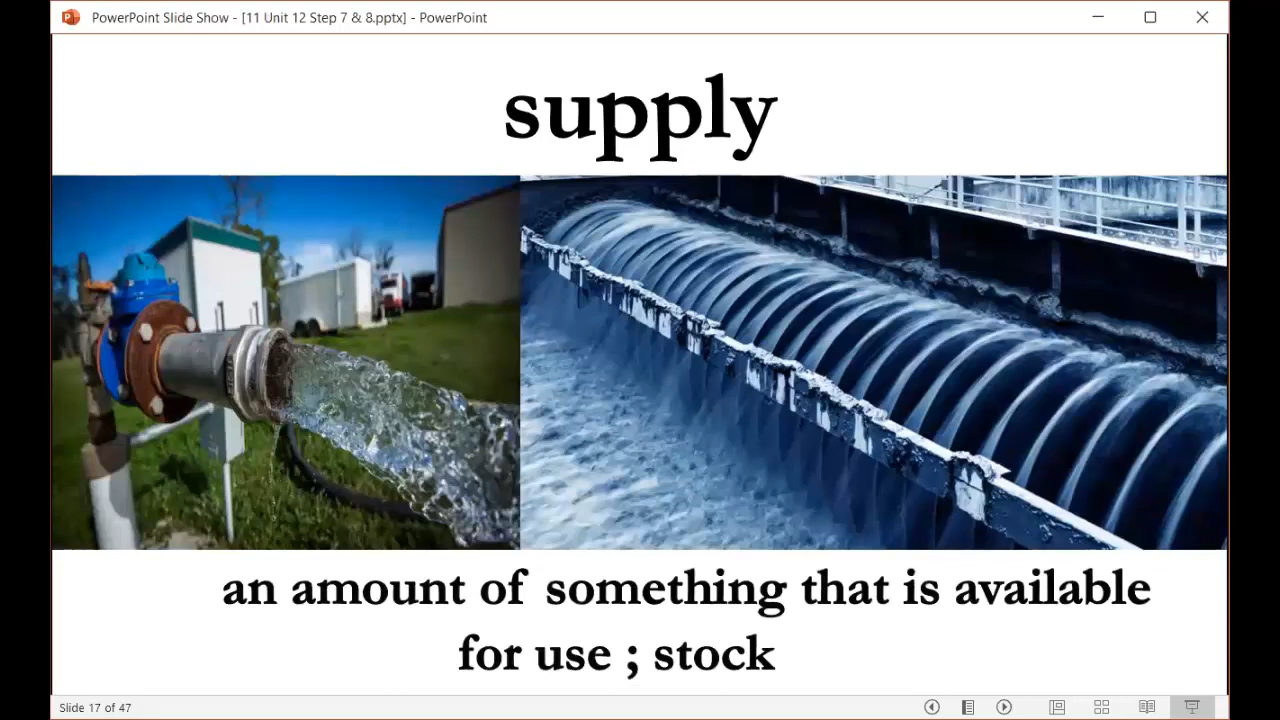 PowerPoint Slide Show - [11 Unit 12 Step 7 & 8.pptx] - PowerPoint
supply
an amount of something that is available
for use ; stock
Slide 17 of 47